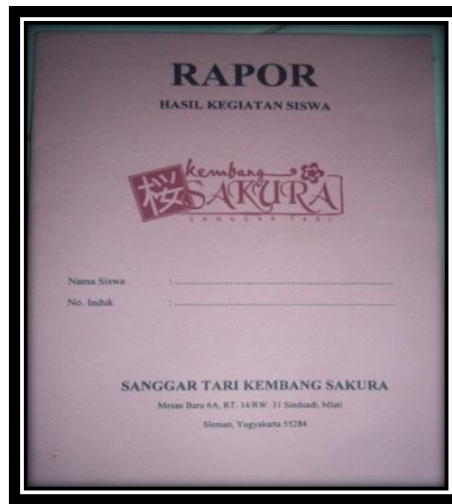 RAPOR
HASIL KEGIATAN SISWA
桜 kembang
SAKURA
SANGGAR TARI
Nama Siswa : ..........................................................
No. Induk : ..........................................................
SANGGAR TARI KEMBANG SAKURA
Mesan Baru 6A, RT. 14/RW. 31 Sinduadi, Mlati
Sleman, Yogyakarta 55284